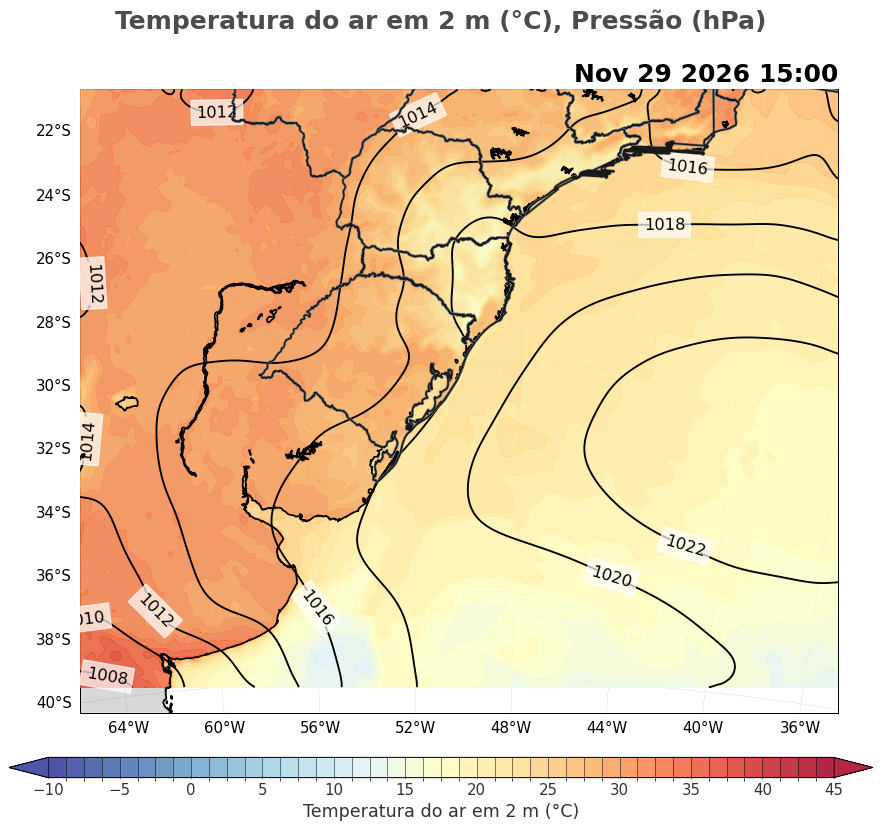 Temperatura do ar em 2 m (°C), Pressão (hPa)
Nov 29 2026 15:00
22°S
24°S
26°S
28°S
30°S
32°S
34°S
36°S
38°S
40°S
1012
1014
1016
1018
1012
1014
1022
1020
1016
1012
010
1008
64°W
60°W
56°W
52°W
48°W
44°W
40°W
36°W
−10
−5
0
5
10
15
20
25
30
35
40
45
Temperatura do ar em 2 m (°C)